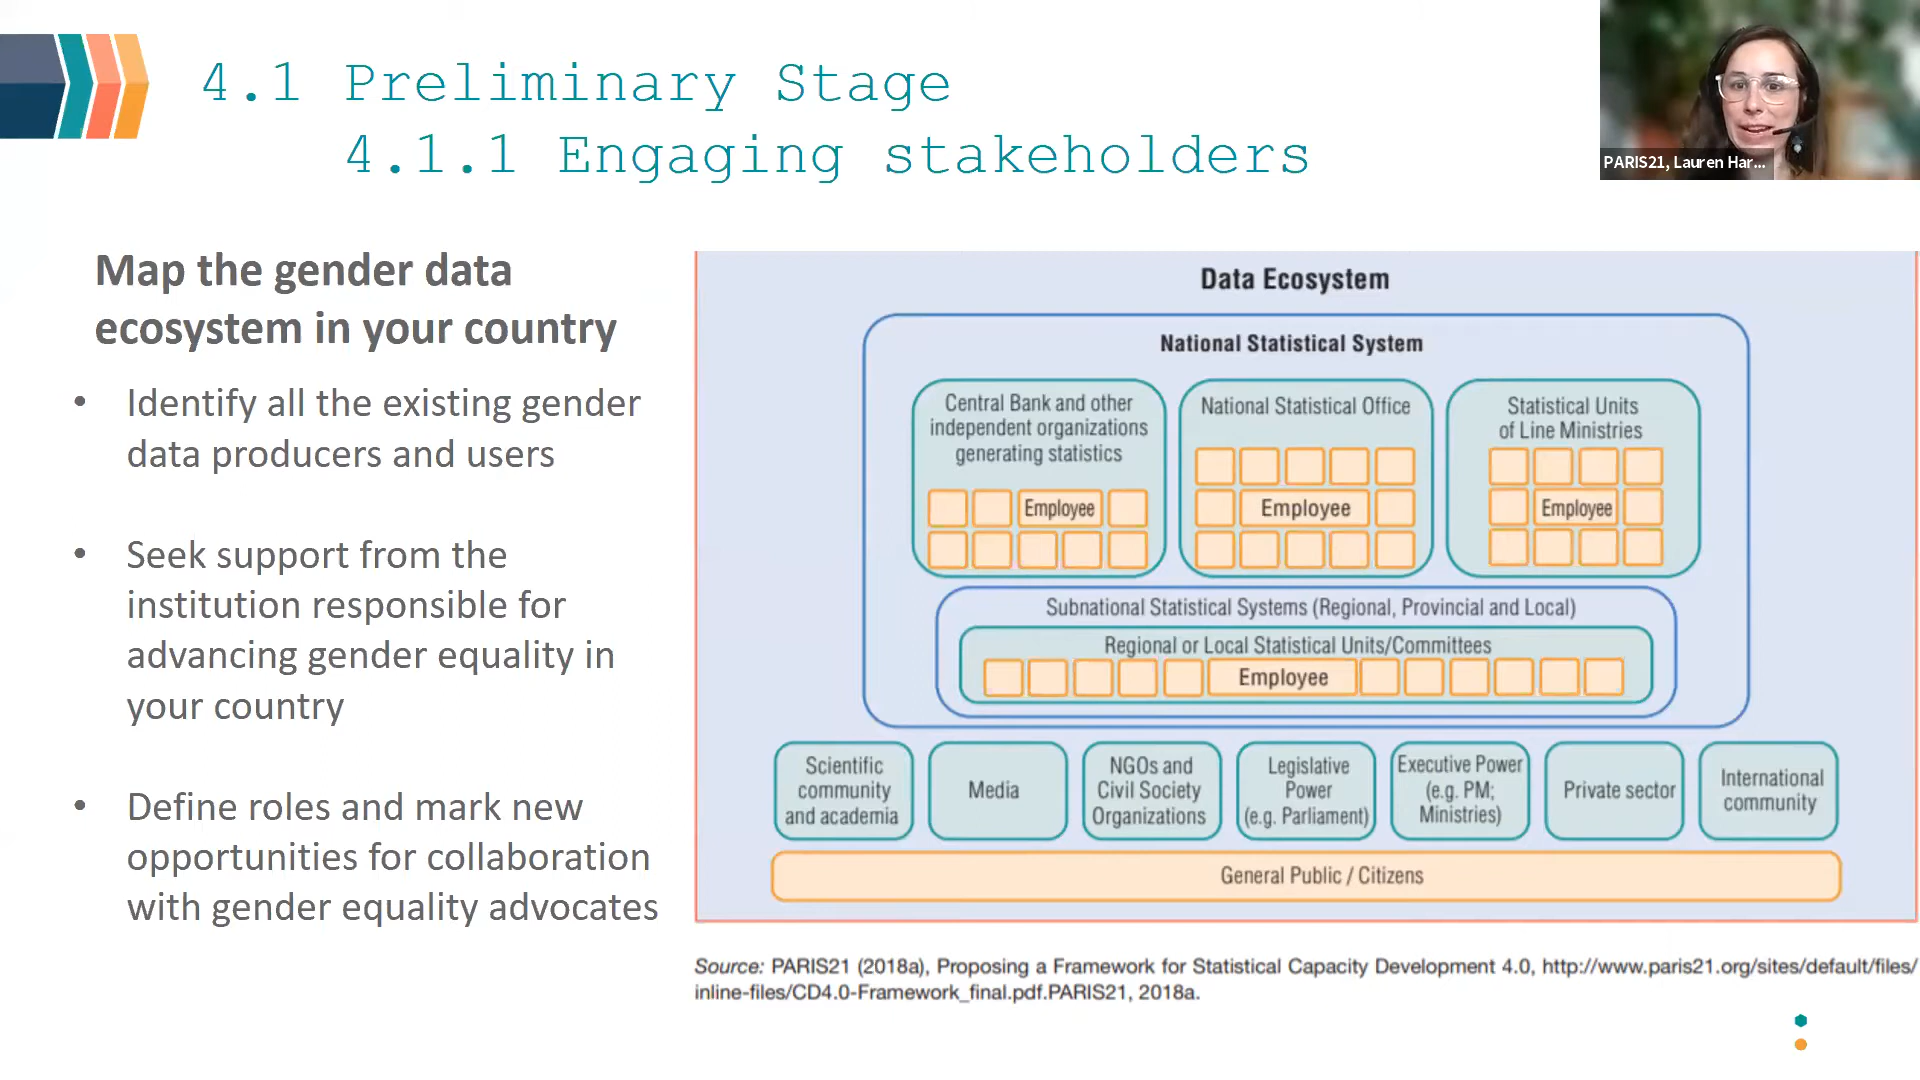 4.1 Preliminary Stage
4.1.1 Engaging stakeholders
PARIS21, Lauren Har...
Map the gender data
ecosystem in your country
• Identify all the existing gender
data producers and users
• Seek support from the
institution responsible for
advancing gender equality in
your country
• Define roles and mark new
opportunities for collaboration
with gender equality advocates
Data Ecosystem
National Statistical System
Central Bank and other
independent organizations
generating statistics
Employee
National Statistical Office
Employee
Statistical Units
of Line Ministries
Employee
Subnational Statistical Systems (Regional, Provincial and Local)
Regional or Local Statistical Units/Committees
Employee
Scientific
community
and academia
Media
NGOs and
Civil Society
Organizations
Legislative
Power
(e.g. Parliament)
Executive Power
(e.g. PM;
Ministries)
Private sector
International
community
General Public / Citizens
Source: PARIS21 (2018a), Proposing a Framework for Statistical Capacity Development 4.0, http://www.paris21.org/sites/default/files/
inline-files/CD4.0-Framework_final.pdf.PARIS21, 2018a.